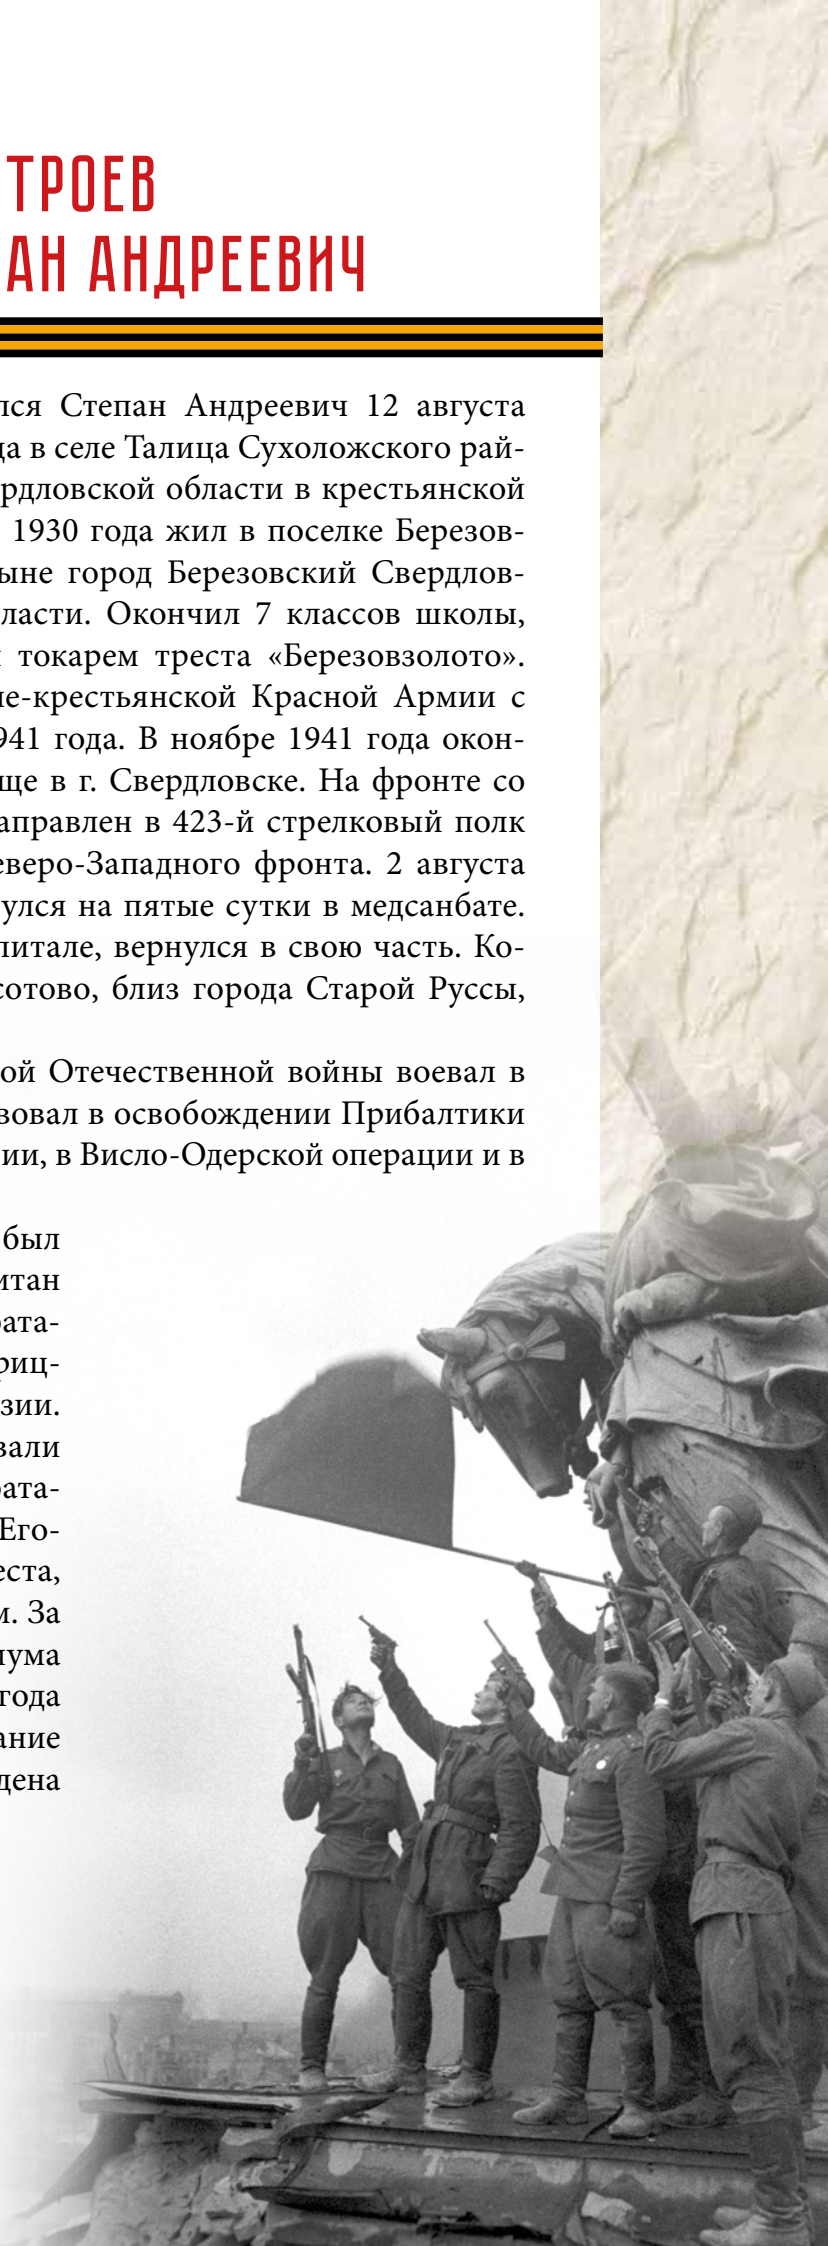 ТРОЕВ
АН АНДРЕЕВИЧ
лся Степан Андреевич 12 августа
да в селе Талица Сухоложского рай-
рдловской области в крестьянской
1930 года жил в поселке Березов-
ыне город Березовский Свердлов-
ласти. Окончил 7 классов школы,
токарем треста «Березовзолото».
че-крестьянской Красной Армии с
941 года. В ноябре 1941 года окон-
ще в г. Свердловске. На фронте со
аправлен в 423-й стрелковый полк
еверо-Западного фронта. 2 августа
улся на пятые сутки в медсанбате.
питале, вернулся в свою часть. Ко-
сотово, близ города Старой Руссы,
ой Отечественной войны воевал в
вовал в освобождении Прибалтики
ии, в Висло-Одерской операции и в
был
итан
рата-
риц-
зии.
вали
рата-
Его-
еста,
м. За
иума
года
ание
дена